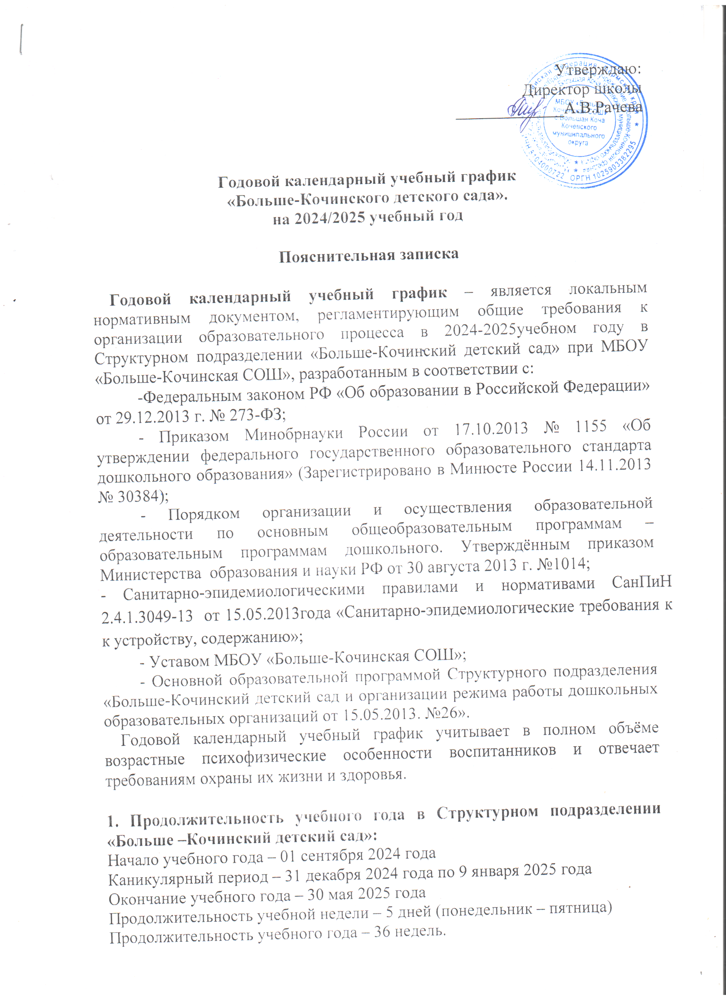 Утверждаю:
Директор школы
А.В.Рачева
МБОУ «Больше-
Кочинская СОШ»
с Большая Коча
Кочевского
муниципального
округа
ОРГН 1025903382295
Годовой календарный учебный график
«Больше-Кочинского детского сада».
на 2024/2025 учебный год
Пояснительная записка
Годовой календарный учебный график – является локальным
нормативным документом, регламентирующим общие требования к
организации образовательного процесса в 2024-2025учебном году в
Структурном подразделении «Больше-Кочинский детский сад» при МБОУ
«Больше-Кочинская СОШ», разработанным в соответствии с:
-Федеральным законом РФ «Об образовании в Российской Федерации»
от 29.12.2013 г. № 273-ФЗ;
- Приказом Минобрнауки России от 17.10.2013 № 1155 «Об
утверждении федерального государственного образовательного стандарта
дошкольного образования» (Зарегистрировано в Минюсте России 14.11.2013
№ 30384);
- Порядком организации и осуществления образовательной
деятельности по основным общеобразовательным программам –
образовательным программам дошкольного. Утверждённым приказом
Министерства образования и науки РФ от 30 августа 2013 г. №1014;
- Санитарно-эпидемиологическими правилами и нормативами СанПиН
2.4.1.3049-13 от 15.05.2013года «Санитарно-эпидемиологические требования к
к устройству, содержанию»;
- Уставом МБОУ «Больше-Кочинская СОШ»;
- Основной образовательной программой Структурного подразделения
«Больше-Кочинский детский сад и организации режима работы дошкольных
образовательных организаций от 15.05.2013. №26».
Годовой календарный учебный график учитывает в полном объёме
возрастные психофизические особенности воспитанников и отвечает
требованиям охраны их жизни и здоровья.
1. Продолжительность учебного года в Структурном подразделении
«Больше –Кочинский детский сад»:
Начало учебного года – 01 сентября 2024 года
Каникулярный период – 31 декабря 2024 года по 9 января 2025 года
Окончание учебного года – 30 мая 2025 года
Продолжительность учебной недели – 5 дней (понедельник – пятница)
Продолжительность учебного года – 36 недель.